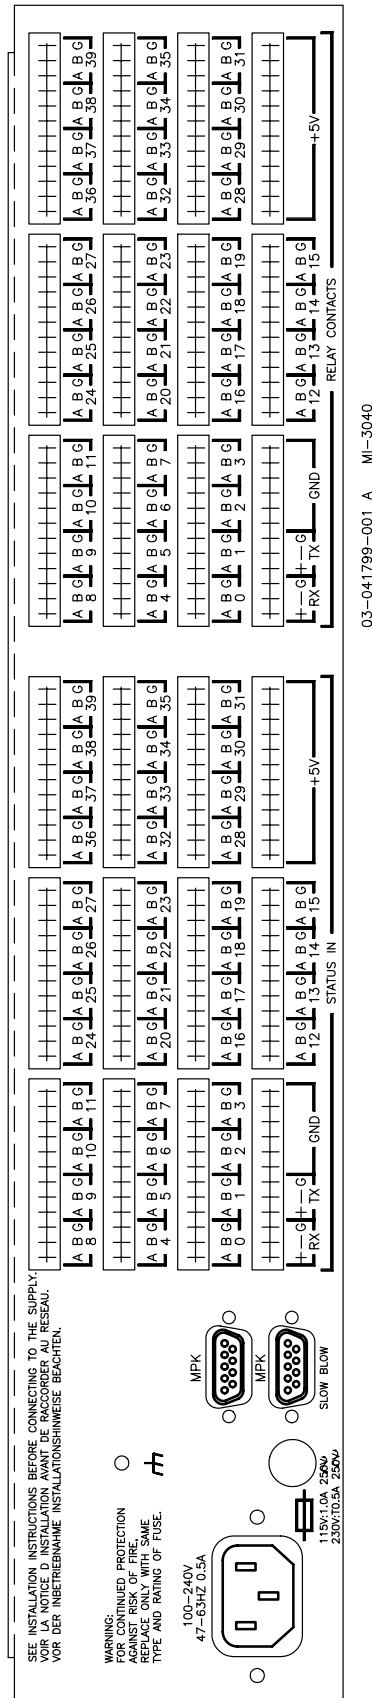 SEE INSTALLATION INSTRUCTIONS BEFORE CONNECTING TO THE SUPPLY.
VOIR LA NOTICE D INSTALLATION AVANT DE RACCORDER AU RESEAU.
VOR DER INBETRIEBNAHME INSTALLATIONSHINWEISE BEACHTEN.
WARNING:
FOR CONTINUED PROTECTION
AGAINST RISK OF FIRE,
REPLACE ONLY WITH SAME
TYPE AND RATING OF FUSE.
100-240V
47-63HZ 0.5A
115V:1.0A 250V
230V:T0.5A 250V
SLOW BLOW
MPK
MPK
A B G A B G A B G A B G
8 9 10 11
A B G A B G A B G A B G
24 25 26 27
A B G A B G A B G A B G
36 37 38 39
A B G A B G A B G A B G
4 5 6 7
A B G A B G A B G A B G
20 21 22 23
A B G A B G A B G A B G
32 33 34 35
A B G A B G A B G A B G
0 1 2 3
A B G A B G A B G A B G
16 17 18 19
A B G A B G A B G A B G
28 29 30 31
+ - G + - G
RX TX GND
A B G A B G A B G A B G
12 13 14 15
+5V
STATUS IN
A B G A B G A B G A B G
8 9 10 11
A B G A B G A B G A B G
24 25 26 27
A B G A B G A B G A B G
36 37 38 39
A B G A B G A B G A B G
4 5 6 7
A B G A B G A B G A B G
20 21 22 23
A B G A B G A B G A B G
32 33 34 35
A B G A B G A B G A B G
0 1 2 3
A B G A B G A B G A B G
16 17 18 19
A B G A B G A B G A B G
28 29 30 31
+ - G + - G
RX TX GND
A B G A B G A B G A B G
12 13 14 15
+5V
RELAY CONTACTS
03-041799-001 A MI-3040